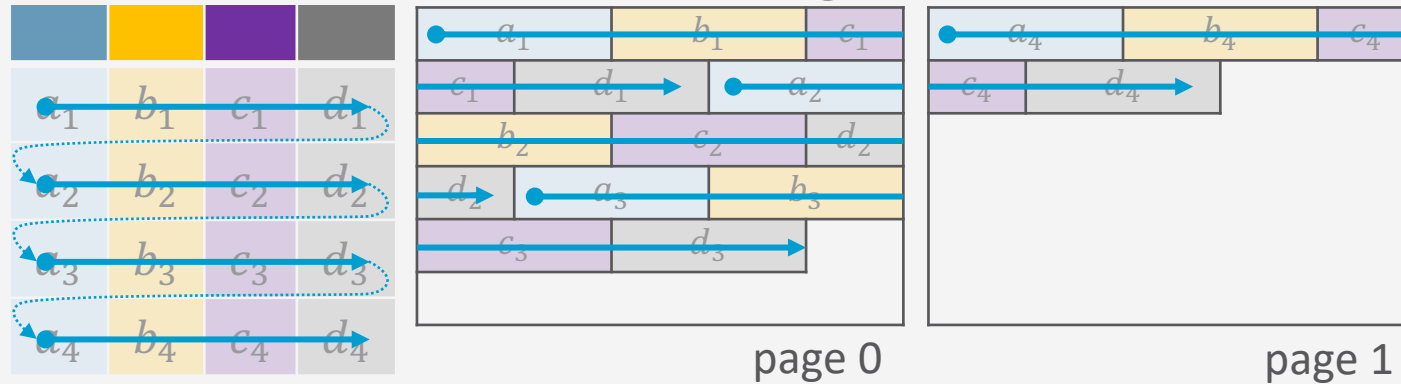 a₁ b₁ c₁ d₁
a₂ b₂ c₂ d₂
a₃ b₃ c₃ d₃
a₄ b₄ c₄ d₄
a₁ b₁ c₁
c₁ d₁ a₂
b₂ c₂ d₂
d₂ a₃ b₃
c₃ d₃
page 0
a₄ b₄ c₄
c₄ d₄
page 1